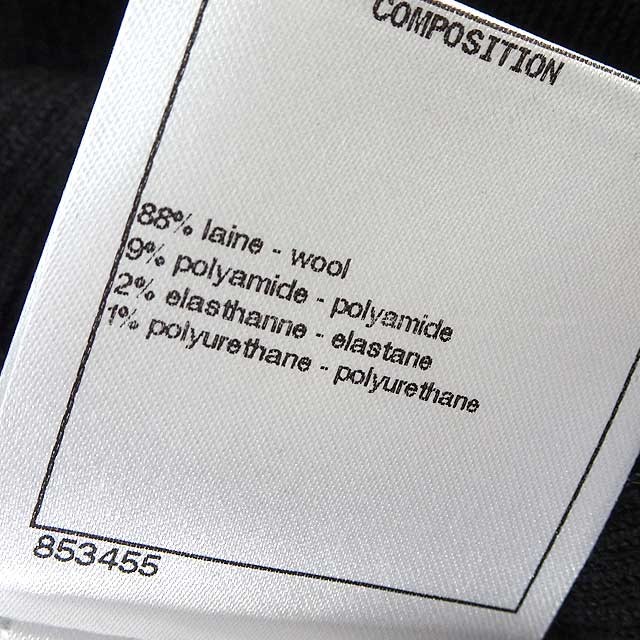 COMPOSITION
88% laine - wool
9% polyamide - polyamide
2% elasthanne - elastane
1% polyurethane - polyurethane
853455